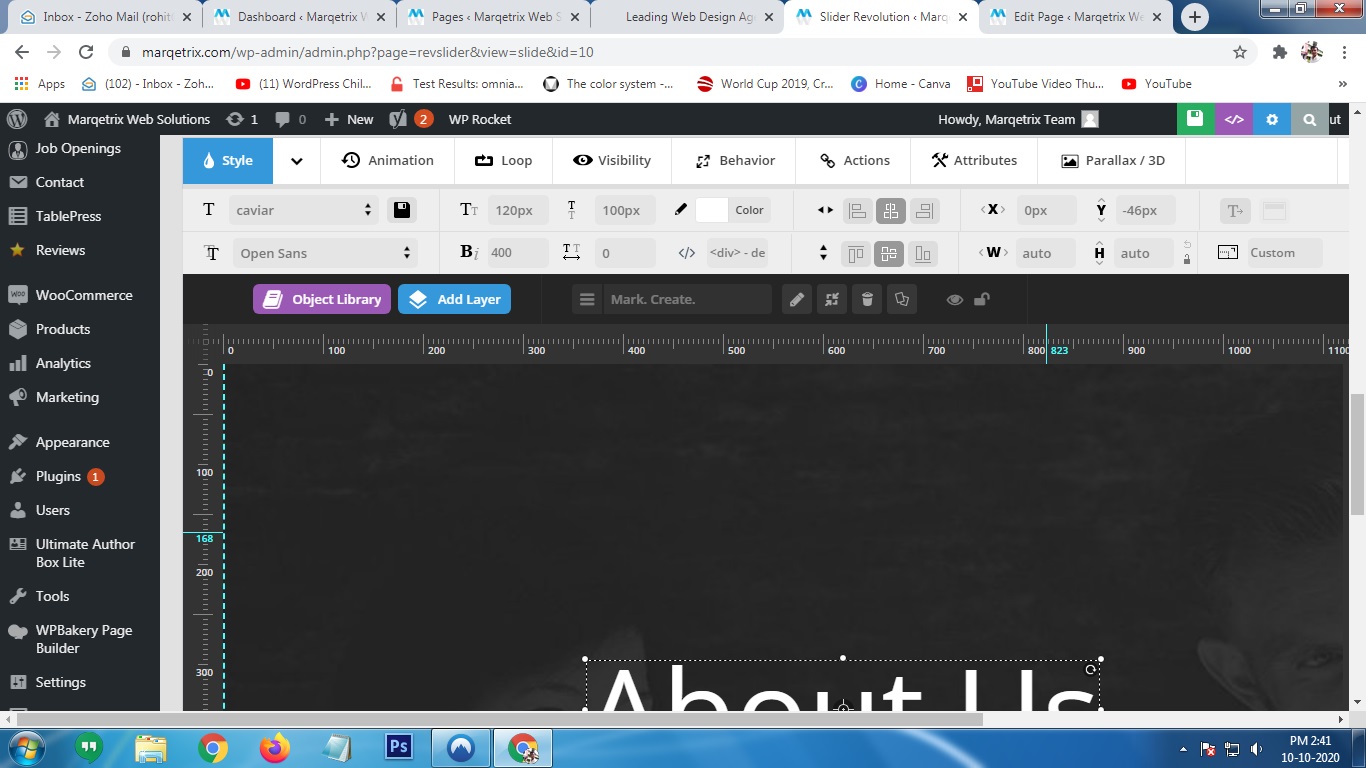 Inbox - Zoho Mail (rohit
Dashboard ‹ Marqetrix W
Pages ‹ Marqetrix Web S
Leading Web Design Age
Slider Revolution ‹ Marq
Edit Page ‹ Marqetrix We
marqetrix.com/wp-admin/admin.php?page=revslider&view=slide&id=10
Apps
(102) - Inbox - Zoh...
(11) WordPress Chil...
Test Results: omnia...
The color system -...
World Cup 2019, Cr...
Home - Canva
YouTube Video Thu...
YouTube
»
Marqetrix Web Solutions
1
0
New
2
WP Rocket
Howdy, Marqetrix Team
</>
ut
Job Openings
Contact
TablePress
Reviews
WooCommerce
Products
Analytics
Marketing
Appearance
Plugins 1
Users
Ultimate Author
Box Lite
Tools
WPBakery Page
Builder
Settings
Style
Animation
Loop
Visibility
Behavior
Actions
Attributes
Parallax / 3D
caviar
120px
100px
Color
X
0px
Y
-46px
Open Sans
400
0
</>
<div> - de
W
auto
H
auto
Custom
Object Library
Add Layer
Mark. Create.
0 100 200 300 400 500 600 700 800 823 900 1000 1100
0
100
168
200
300
About Us
Ps
PM 2:41
10-10-2020